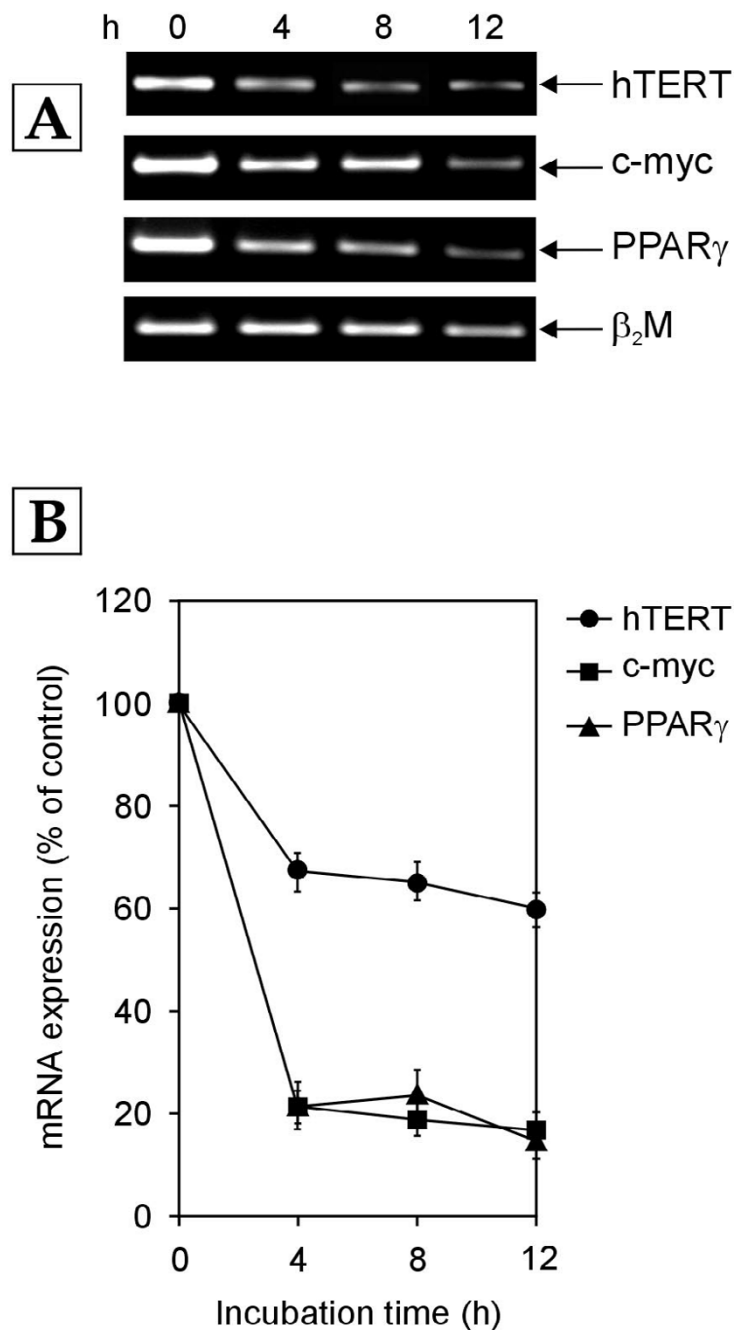 h 0 4 8 12
A
hTERT
c-myc
PPARγ
β₂M
B
120
100
80
60
40
20
0
mRNA expression (% of control)
0 4 8 12
Incubation time (h)
hTERT
c-myc
PPARγ